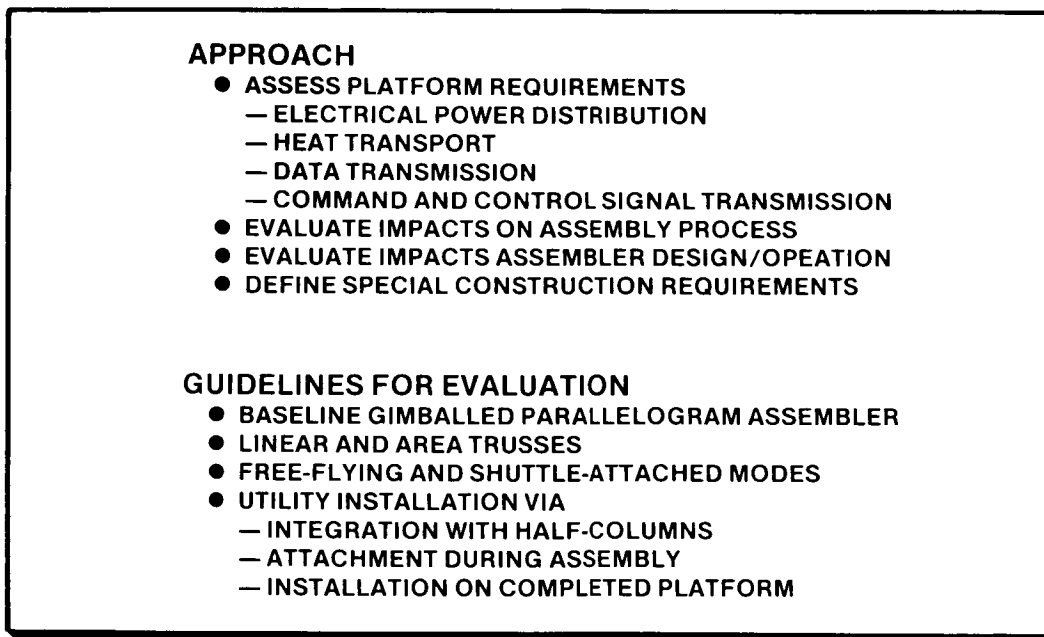 APPROACH
● ASSESS PLATFORM REQUIREMENTS
— ELECTRICAL POWER DISTRIBUTION
— HEAT TRANSPORT
— DATA TRANSMISSION
— COMMAND AND CONTROL SIGNAL TRANSMISSION
● EVALUATE IMPACTS ON ASSEMBLY PROCESS
● EVALUATE IMPACTS ASSEMBLER DESIGN/OPEATION
● DEFINE SPECIAL CONSTRUCTION REQUIREMENTS
GUIDELINES FOR EVALUATION
● BASELINE GIMBALLED PARALLELOGRAM ASSEMBLER
● LINEAR AND AREA TRUSSES
● FREE-FLYING AND SHUTTLE-ATTACHED MODES
● UTILITY INSTALLATION VIA
— INTEGRATION WITH HALF-COLUMNS
— ATTACHMENT DURING ASSEMBLY
— INSTALLATION ON COMPLETED PLATFORM